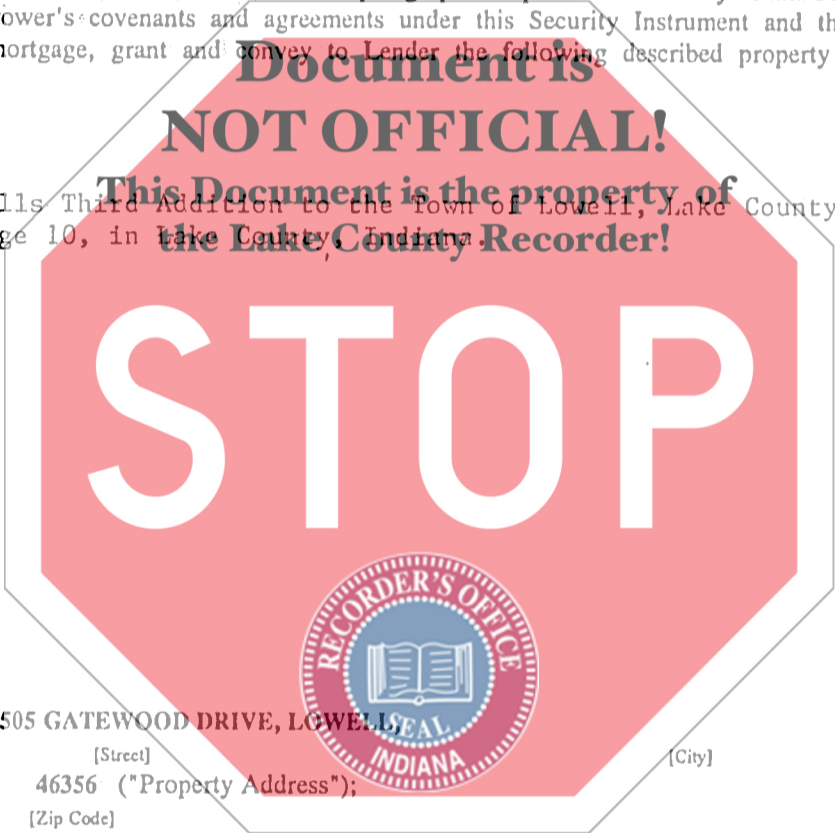 ower's covenants and agreements under this Security Instrument and th
ortgage, grant and convey to Lender the following described property
Document is
NOT OFFICIAL!
This Document is the property of
lls Third Addition to the Town of Lowell, Lake County
ge 10, in Lake County, Indiana.
the Lake County Recorder!
STOP
RECORDER'S OFFICE
SEAL
INDIANA
505 GATEWOOD DRIVE, LOWELL,
[Street] [City]
46356 ("Property Address");
[Zip Code]